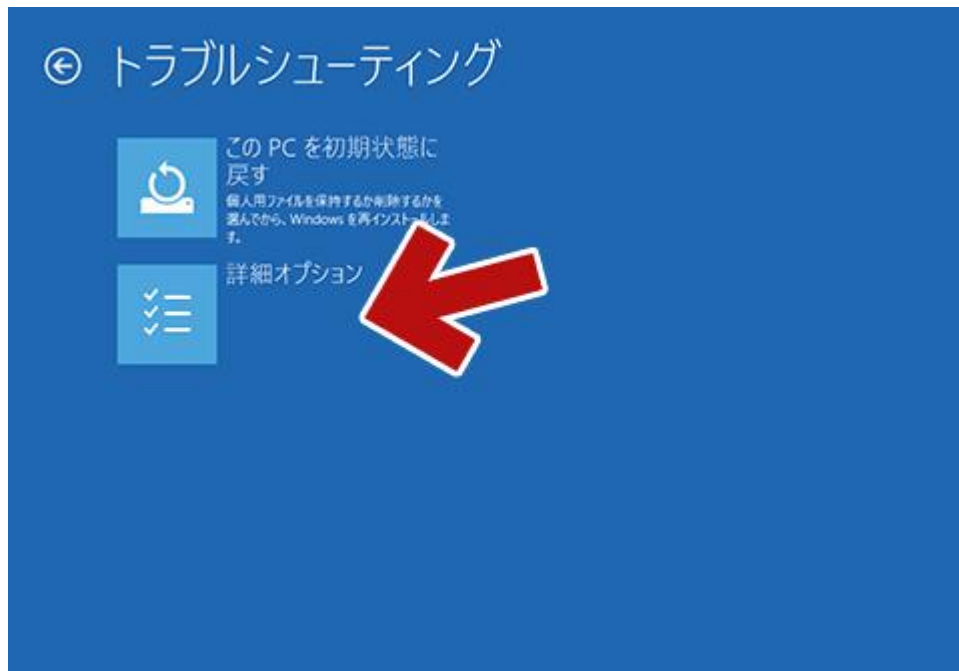 トラブルシューティング
この PC を初期状態に
戻す
個人用ファイルを保持するか削除するかを
選んでから、Windows を再インストールしま
す。
詳細オプション